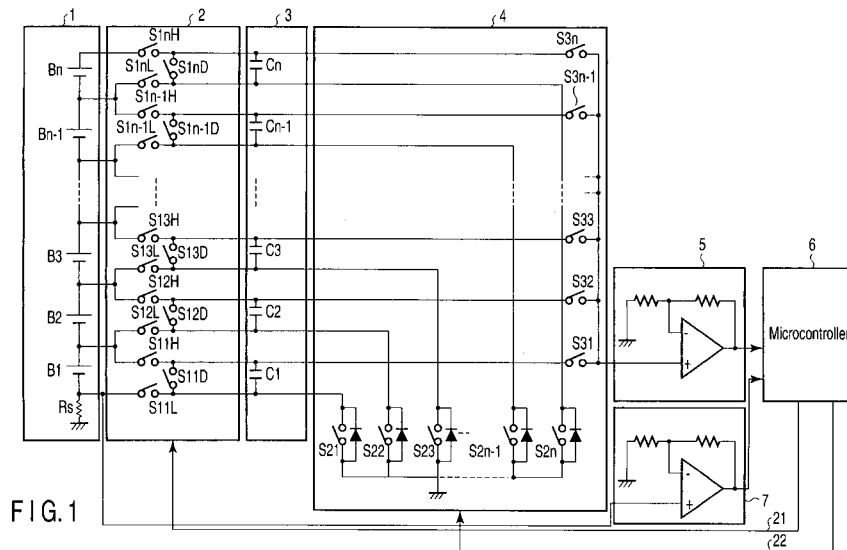 1
2
3
4
S1nH
S3n
S1nL
S1nD
Cn
Bn
S3n-1
S1n-1H
S1n-1L
S1n-1D
Cn-1
Bn-1
S13H
S33
S13L
S13D
C3
B3
5
6
S12H
S32
S12L
S12D
C2
B2
Microcontroller
S11H
S31
B1
S11D
C1
Rs
S11L
S21
S22
S23
S2n-1
S2n
-
+
-
+
7
FIG.1
21
22